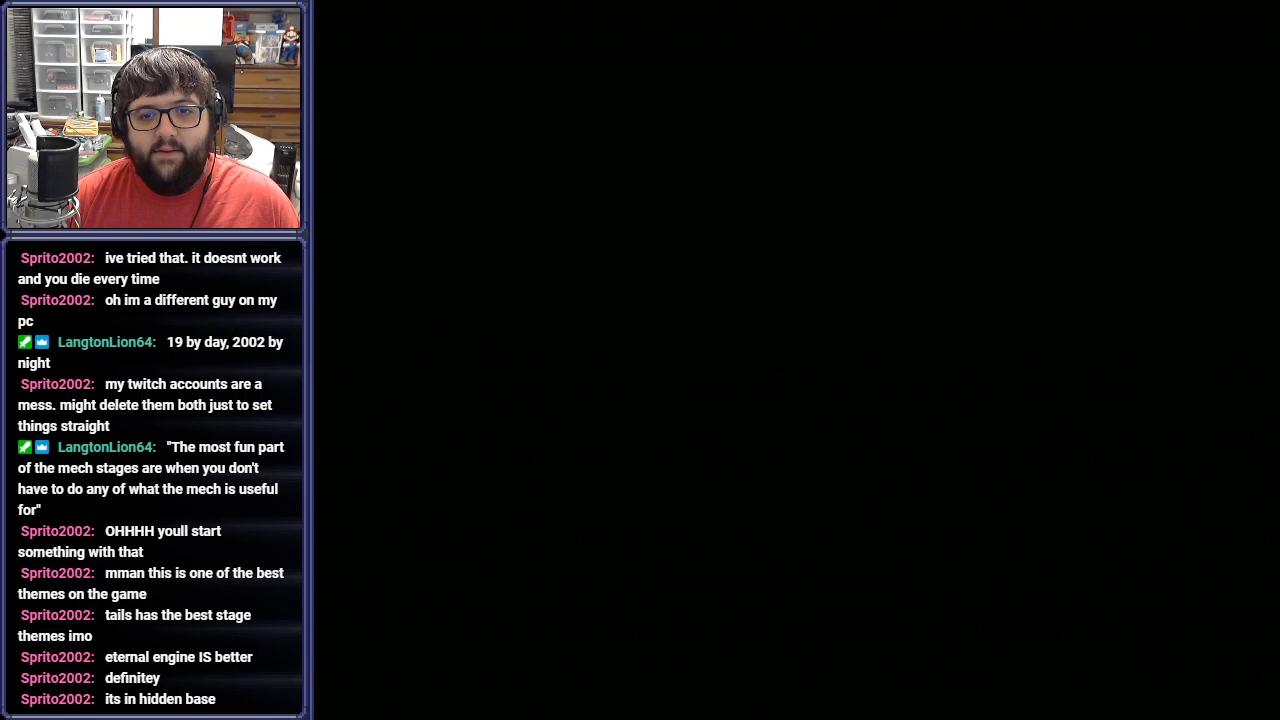 Sprito2002: ive tried that. it doesnt work
and you die every time
Sprito2002: oh im a different guy on my
pc
LangtonLion64: 19 by day, 2002 by
night
Sprito2002: my twitch accounts are a
mess. might delete them both just to set
things straight
LangtonLion64: "The most fun part
of the mech stages are when you don't
have to do any of what the mech is useful
for"
Sprito2002: OHHHH youll start
something with that
Sprito2002: mman this is one of the best
themes on the game
Sprito2002: tails has the best stage
themes imo
Sprito2002: eternal engine IS better
Sprito2002: definitey
Sprito2002: its in hidden base